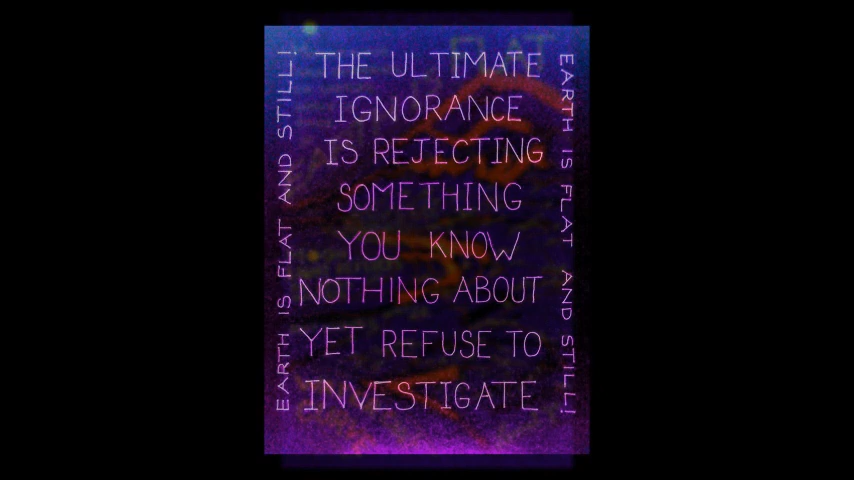 EARTH IS FLAT AND STILL!
THE ULTIMATE
IGNORANCE
IS REJECTING
SOMETHING
YOU KNOW
NOTHING ABOUT
YET REFUSE TO
INVESTIGATE
EARTH IS FLAT AND STILL!